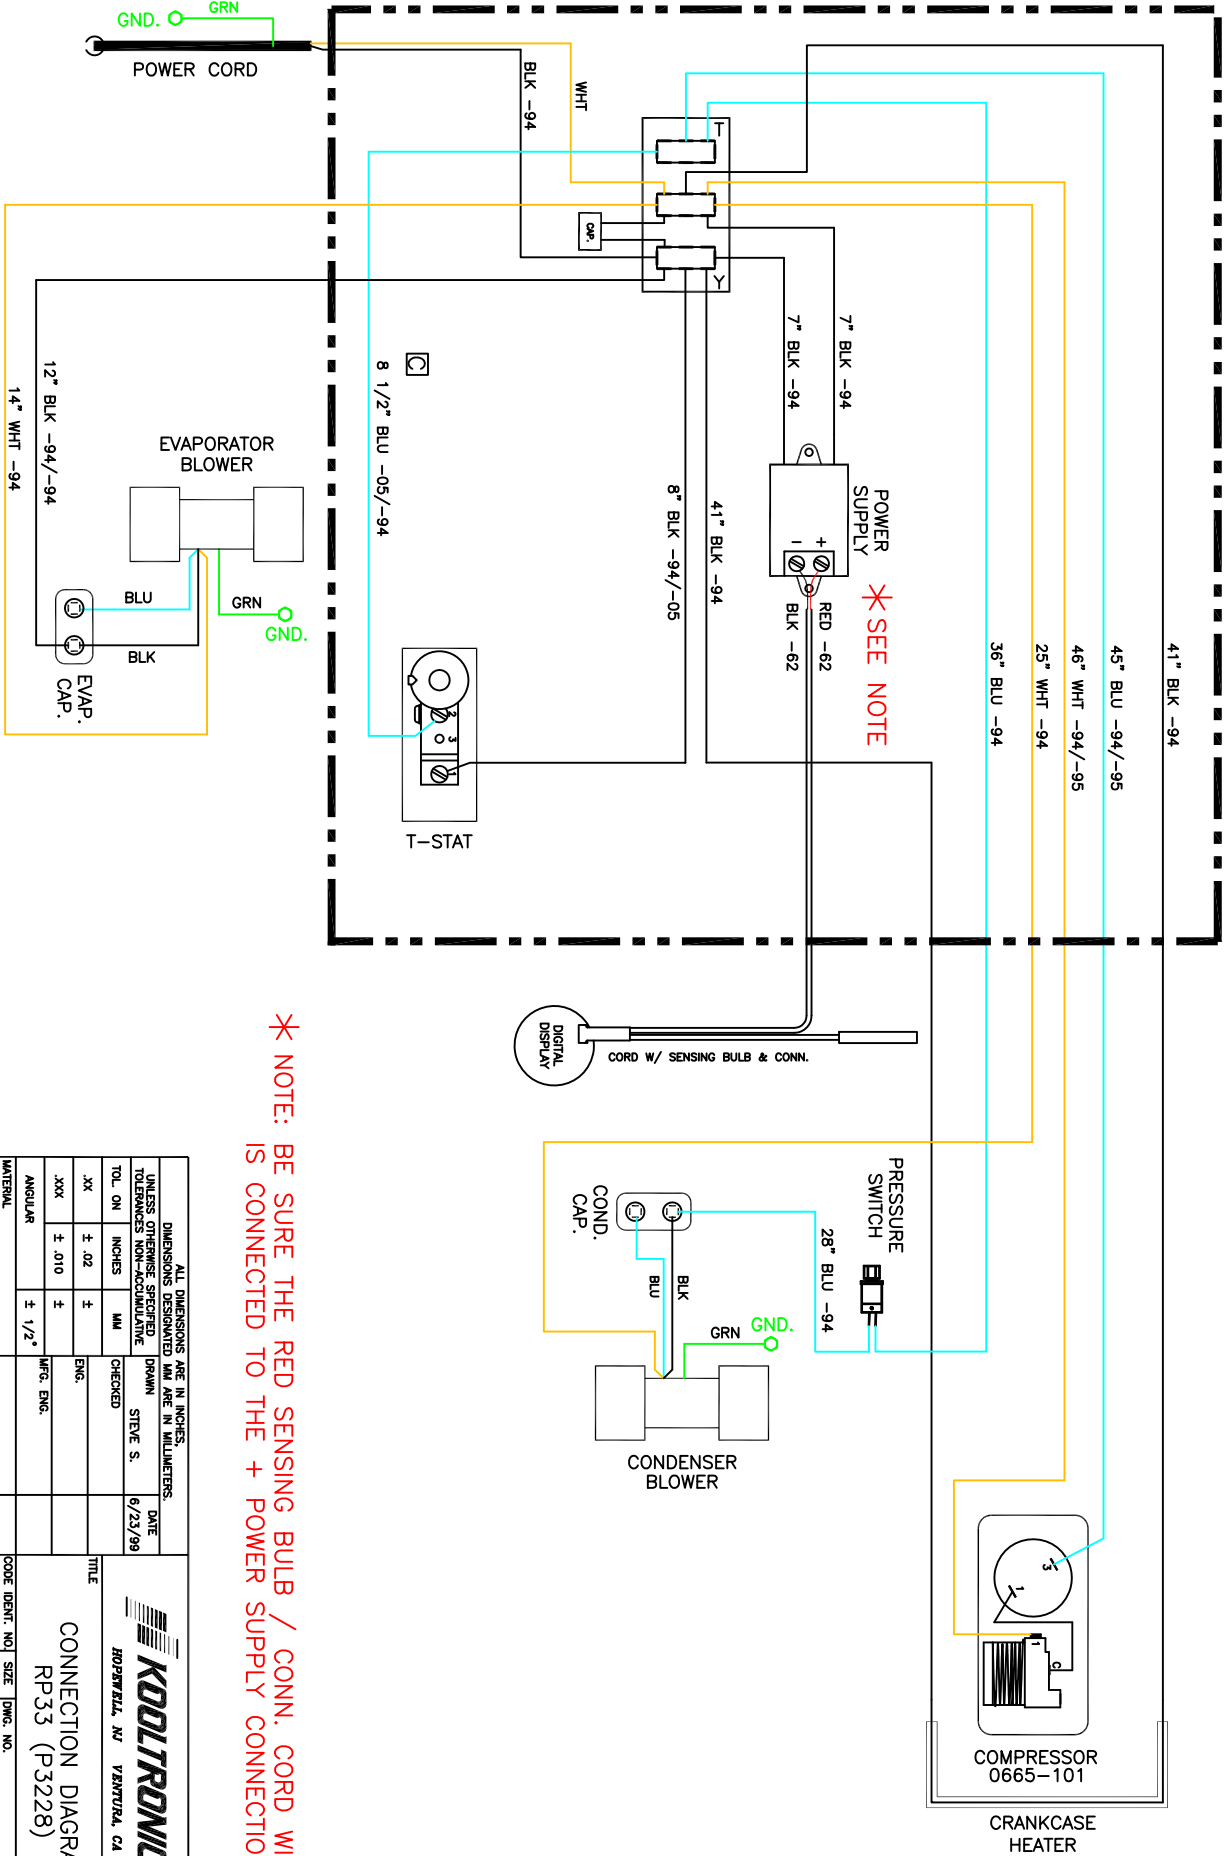 GND.
GRN
POWER CORD
WHT
BLK -94
T
CAP.
Y
7" BLK -94
7" BLK -94
C
8 1/2" BLU -05/-94
12" BLK -94/-94
14" WHT -94
EVAPORATOR
BLOWER
BLU
GRN
GND.
BLK
EVAP.
CAP.
8" BLK -94/-05
41" BLK -94
POWER
SUPPLY
- +
* SEE NOTE
RED -62
BLK -62
36" BLU -94
25" WHT -94
46" WHT -94/-95
45" BLU -94/-95
41" BLK -94
2
3
1
T-STAT
DIGITAL
DISPLAY
CORD W/ SENSING BULB & CONN.
PRESSURE
SWITCH
28" BLU -94
COND.
CAP.
BLK
BLU
GRN
GND.
CONDENSER
BLOWER
3
1
1
C
COMPRESSOR
0665-101
CRANKCASE
HEATER
* NOTE: BE SURE THE RED SENSING BULB / CONN. CORD WI
IS CONNECTED TO THE + POWER SUPPLY CONNECTIO
ALL DIMENSIONS ARE IN INCHES.
DIMENSIONS DESIGNATED MM ARE IN MILLIMETERS.
UNLESS OTHERWISE SPECIFIED
TOLERANCES NON-ACCUMULATIVE
TOL ON INCHES MM
.XX ± .02 ±
.XXX ± .010 ±
ANGULAR ± 1/2°
MATERIAL
DRAWN STEVE S.
DATE 6/23/99
CHECKED
ENG.
MFG. ENG.
KOOLTRONIC
HOPEWELL, NJ VENTURA, CA
TITLE
CONNECTION DIAGRA
RP33 (P3228)
CODE IDENT. NO. SIZE DWG. NO.